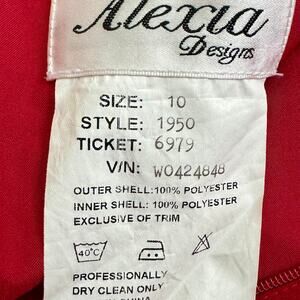 Alexia
Designs
SIZE: 10
STYLE: 1950
TICKET: 6979
V/N: W0424848
OUTER SHELL:100% POLYESTER
INNER SHELL: 100% POLYESTER
EXCLUSIVE OF TRIM
40°C
PROFESSIONALLY
DRY CLEAN ONLY
CHINA